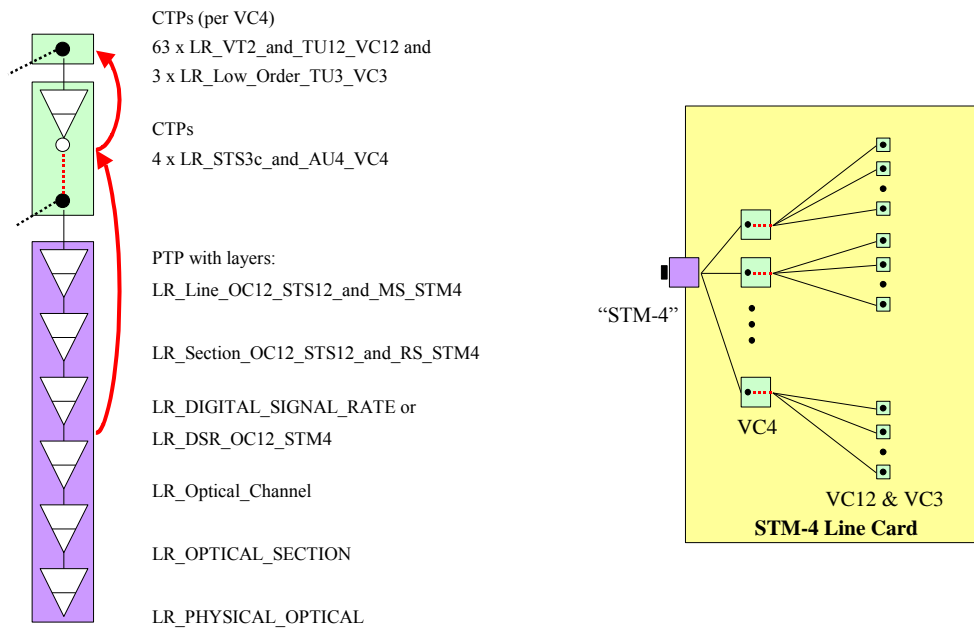 CTPs (per VC4)
63 x LR_VT2_and_TU12_VC12 and
3 x LR_Low_Order_TU3_VC3
CTPs
4 x LR_STS3c_and_AU4_VC4
PTP with layers:
LR_Line_OC12_STS12_and_MS_STM4
LR_Section_OC12_STS12_and_RS_STM4
LR_DIGITAL_SIGNAL_RATE or
LR_DSR_OC12_STM4
LR_Optical_Channel
LR_OPTICAL_SECTION
LR_PHYSICAL_OPTICAL
“STM-4”
VC4
VC12 & VC3
STM-4 Line Card